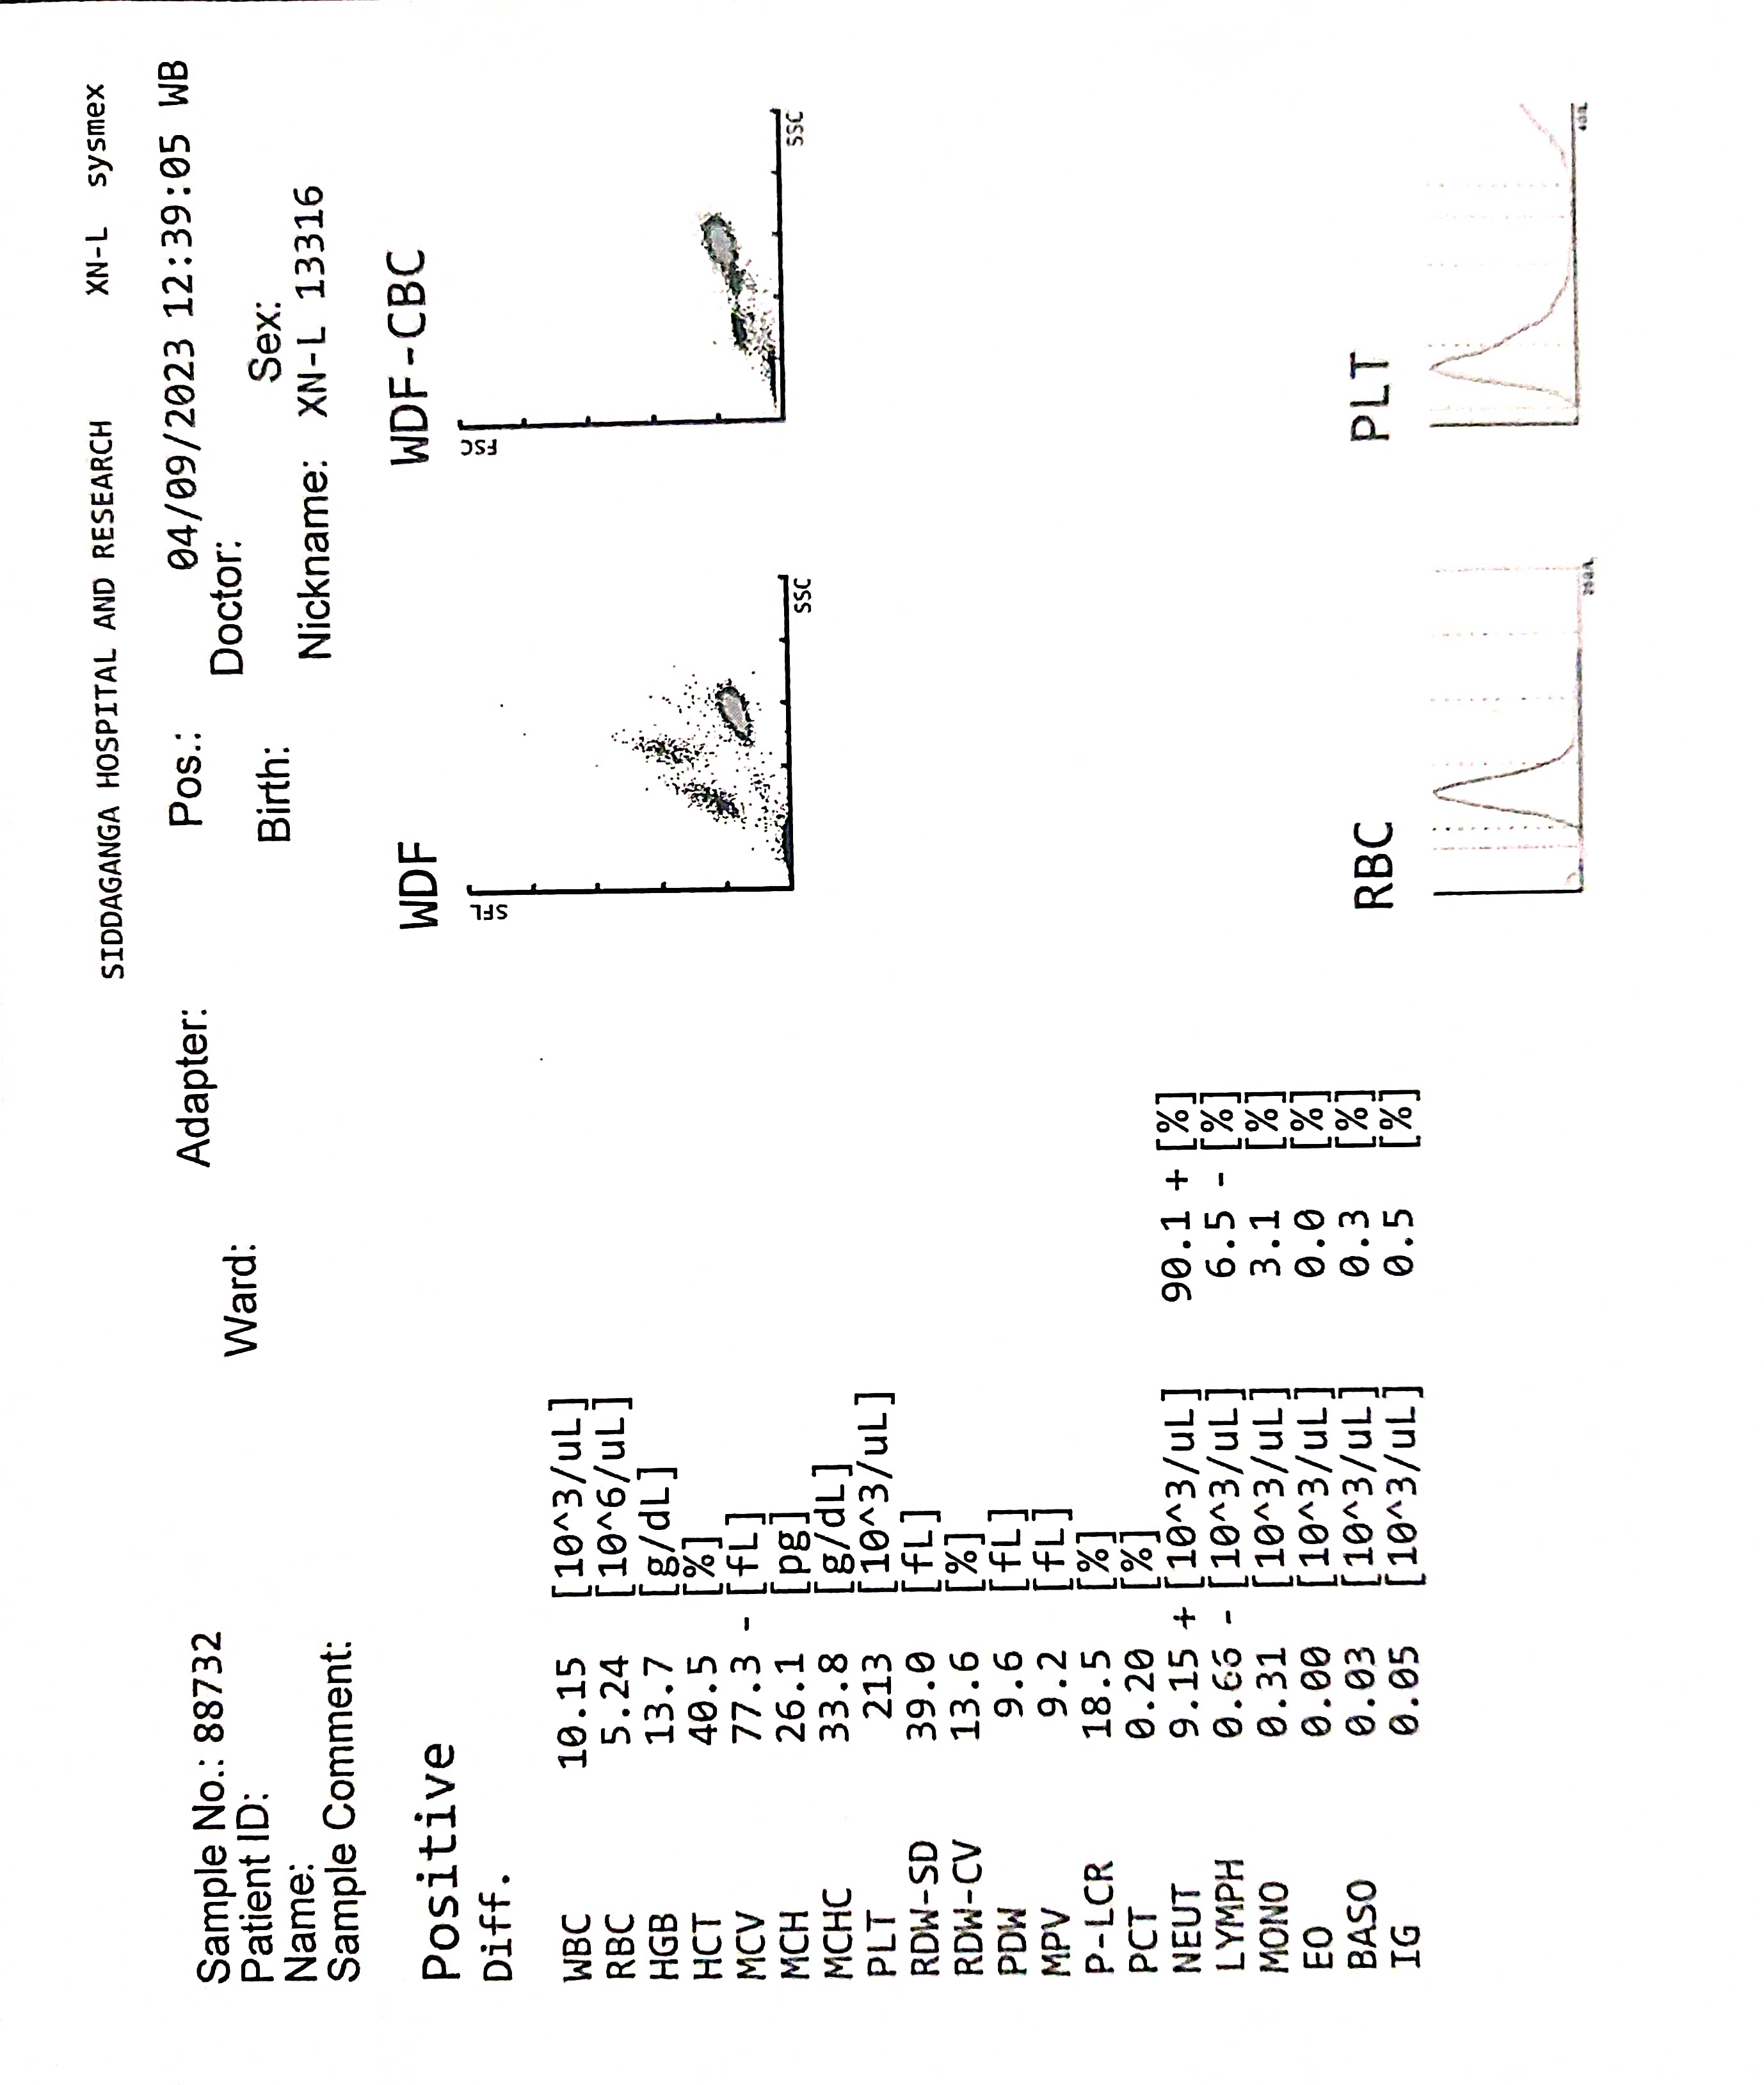 SIDDAGANGA HOSPITAL AND RESEARCH XN-L sysmex
Sample No.: 88732 Adapter: Pos.: 04/09/2023 12:39:05 WB
Patient ID: Ward: Doctor:
Name: Birth: Sex:
Sample Comment: Nickname: XN-L 13316
Positive
Diff.
WDF WDF-CBC
SFL FSC
SSC SSC
WBC 10.15 [10^3/uL]
RBC 5.24 [10^6/uL]
HGB 13.7 [g/dL]
HCT 40.5 [%]
MCV 77.3 - [fL]
MCH 26.1 [pg]
MCHC 33.8 [g/dL]
PLT 213 [10^3/uL]
RDW-SD 39.0 [fL]
RDW-CV 13.6 [%]
PDW 9.6 [fL]
MPV 9.2 [fL]
P-LCR 18.5 [%]
PCT 0.20 [%]
NEUT 9.15 + [10^3/uL] 90.1 + [%]
LYMPH 0.66 - [10^3/uL] 6.5 - [%]
MONO 0.31 [10^3/uL] 3.1 [%]
EO 0.00 [10^3/uL] 0.0 [%]
BASO 0.03 [10^3/uL] 0.3 [%]
IG 0.05 [10^3/uL] 0.5 [%]
RBC PLT